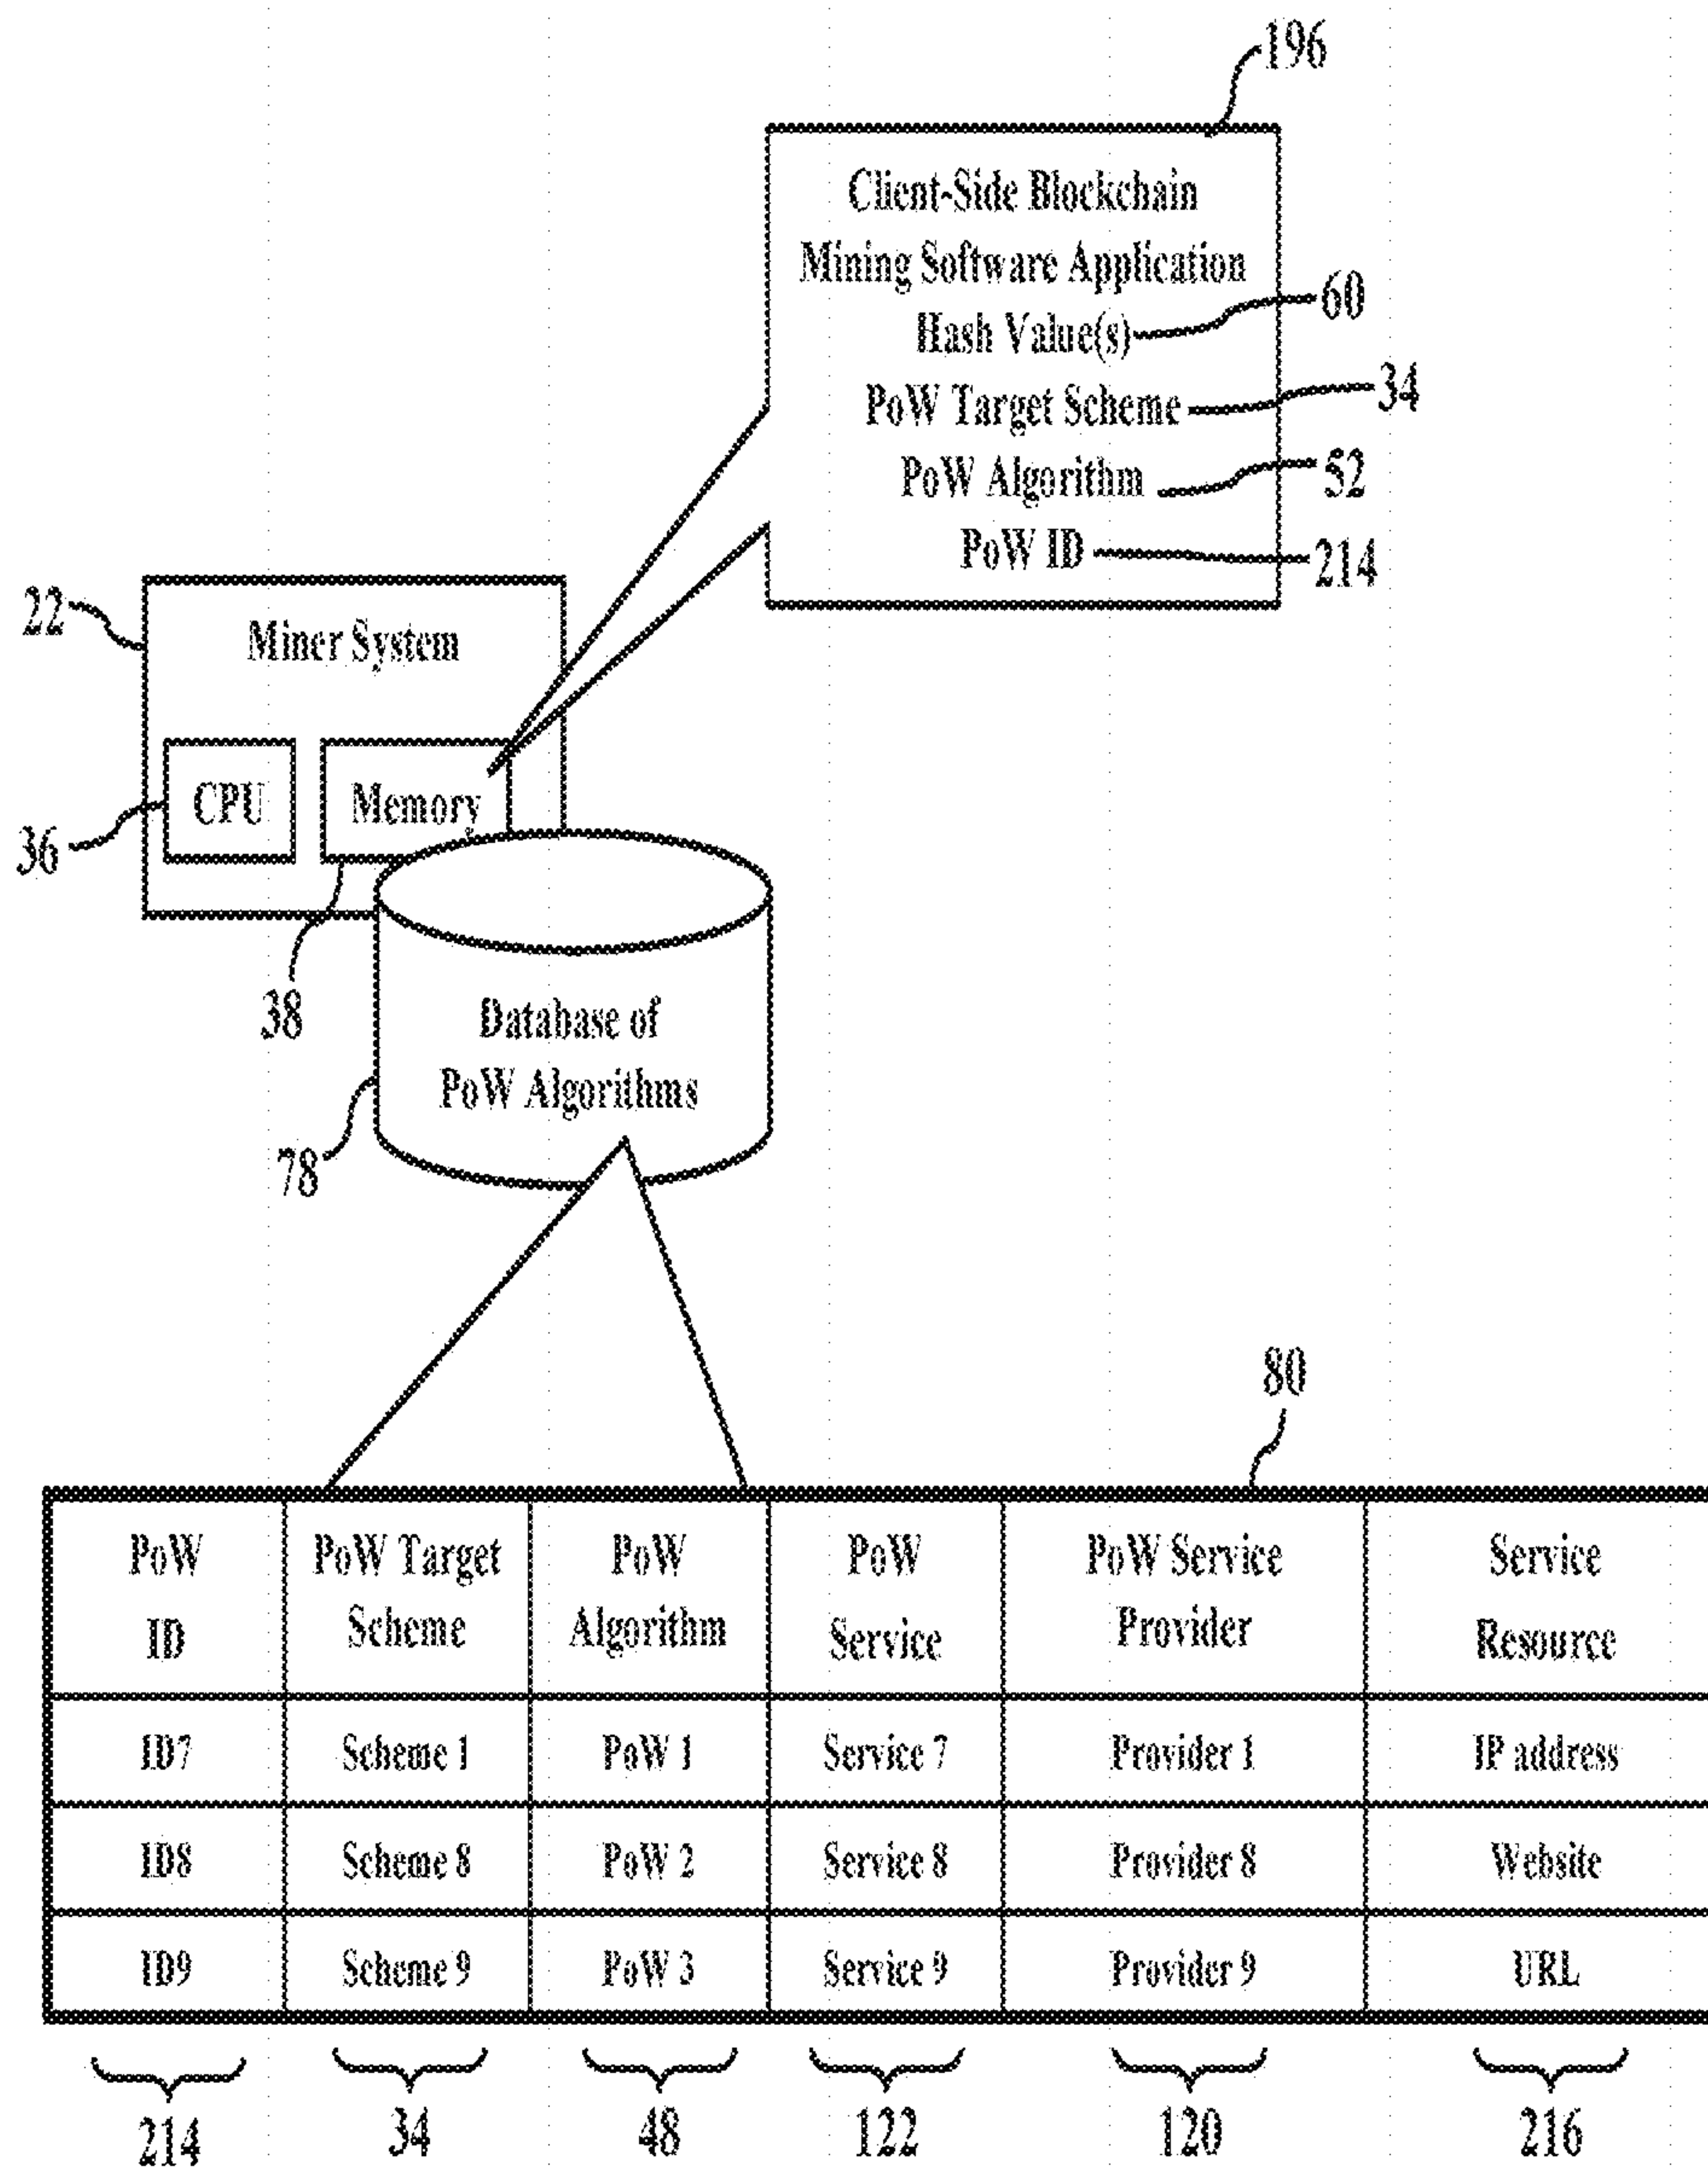 196
Client-Side Blockchain
Mining Software Application
Hash Value(s)
60
PoW Target Scheme
34
PoW Algorithm
52
PoW ID
214
22
Miner System
CPU
Memory
36
38
Database of
PoW Algorithms
78
80
PoW ID
PoW Target Scheme
PoW Algorithm
PoW Service
PoW Service Provider
Service Resource
ID7 Scheme 1 PoW 1 Service 7 Provider 1 IP address
ID8 Scheme 8 PoW 2 Service 8 Provider 8 Website
ID9 Scheme 9 PoW 3 Service 9 Provider 9 URL
214 34 48 122 120 216